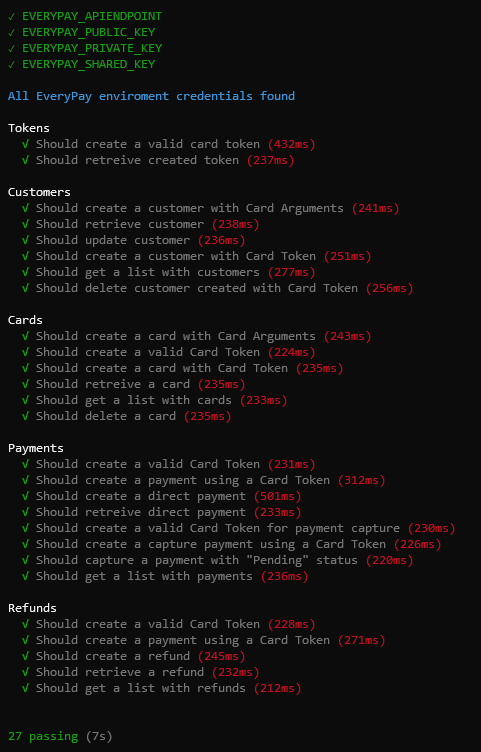 ✓ EVERYPAY_APIENDPOINT
✓ EVERYPAY_PUBLIC_KEY
✓ EVERYPAY_PRIVATE_KEY
✓ EVERYPAY_SHARED_KEY
All EveryPay enviroment credentials found
Tokens
√ Should create a valid card token (432ms)
√ Should retreive created token (237ms)
Customers
√ Should create a customer with Card Arguments (241ms)
√ Should retrieve customer (238ms)
√ Should update customer (236ms)
√ Should create a customer with Card Token (251ms)
√ Should get a list with customers (277ms)
√ Should delete customer created with Card Token (256ms)
Cards
√ Should create a card with Card Arguments (243ms)
√ Should create a valid Card Token (224ms)
√ Should create a card with Card Token (235ms)
√ Should retreive a card (235ms)
√ Should get a list with cards (233ms)
√ Should delete a card (235ms)
Payments
√ Should create a valid Card Token (231ms)
√ Should create a payment using a Card Token (312ms)
√ Should create a direct payment (501ms)
√ Should retreive direct payment (233ms)
√ Should create a valid Card Token for payment capture (230ms)
√ Should create a capture payment using a Card Token (226ms)
√ Should capture a payment with "Pending" status (220ms)
√ Should get a list with payments (236ms)
Refunds
√ Should create a valid Card Token (228ms)
√ Should create a payment using a Card Token (271ms)
√ Should create a refund (245ms)
√ Should retrieve a refund (232ms)
√ Should get a list with refunds (212ms)
27 passing (7s)